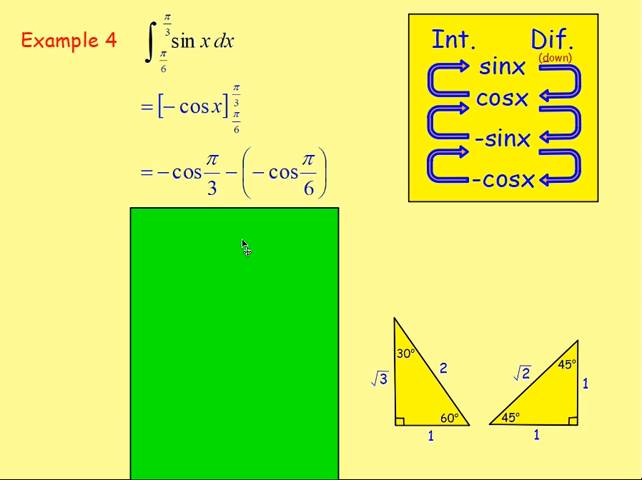 Example 4
∫_{π/6}^{π/3} sin x dx
= [− cos x]_{π/6}^{π/3}
= − cos π/3 − (− cos π/6)
Int. Dif.
(down)
sinx
cosx
-sinx
-cosx
30°
√3
2
60°
1
45°
√2
1
45°
1